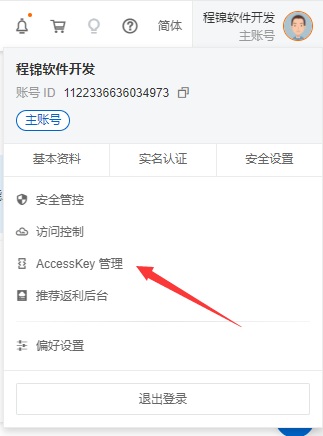 简体
程锦软件开发
主账号
程锦软件开发
账号 ID 1122336636034973
主账号
基本资料 实名认证 安全设置
安全管控
访问控制
AccessKey 管理
推荐返利后台
偏好设置
退出登录